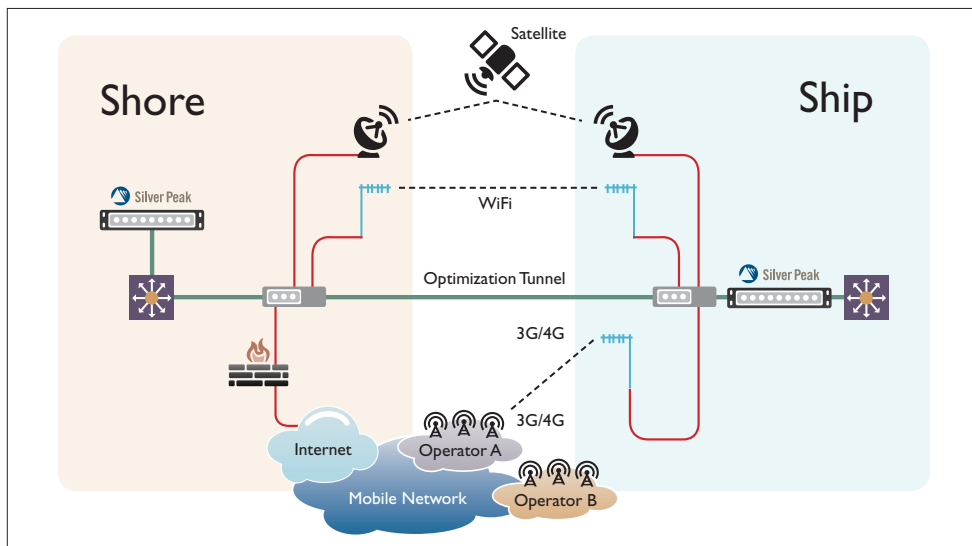 Satellite
Shore
Ship
Silver Peak
WiFi
Optimization Tunnel
Silver Peak
3G/4G
3G/4G
Internet
Operator A
Mobile Network
Operator B